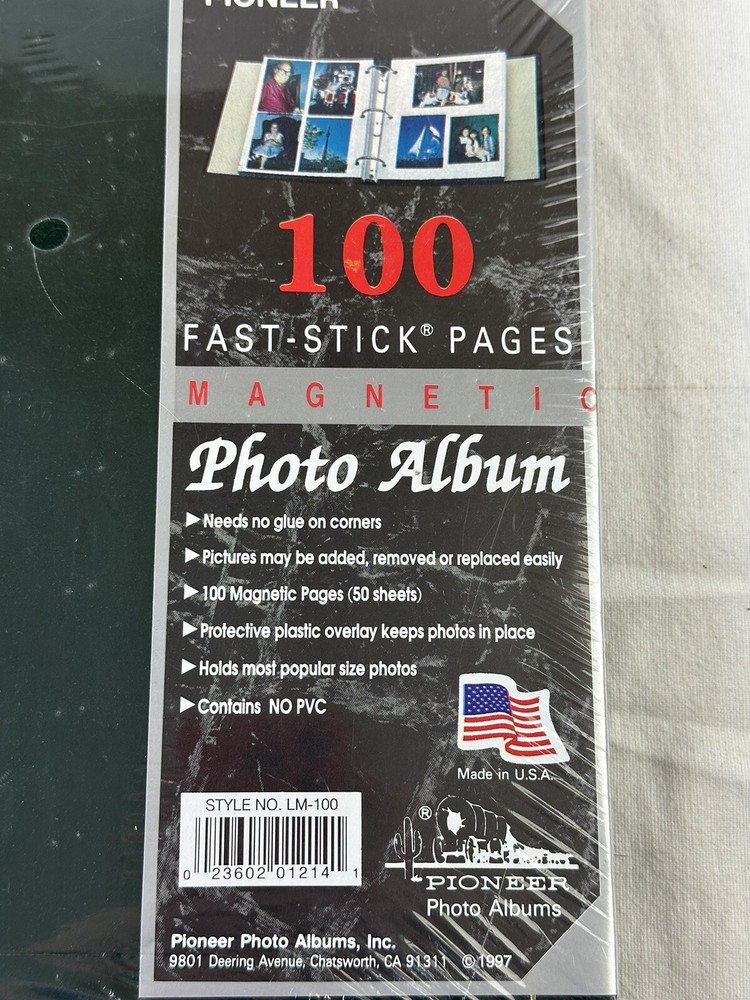 PIONEER
100
FAST-STICK® PAGES
MAGNETIC
Photo Album
▶Needs no glue on corners
▶Pictures may be added, removed or replaced easily
▶100 Magnetic Pages (50 sheets)
▶Protective plastic overlay keeps photos in place
▶Holds most popular size photos
▶Contains NO PVC
Made in U.S.A.
STYLE NO. LM-100
0 23602 01214 1
®
PIONEER
Photo Albums
Pioneer Photo Albums, Inc.
9801 Deering Avenue, Chatsworth, CA 91311 ©1997